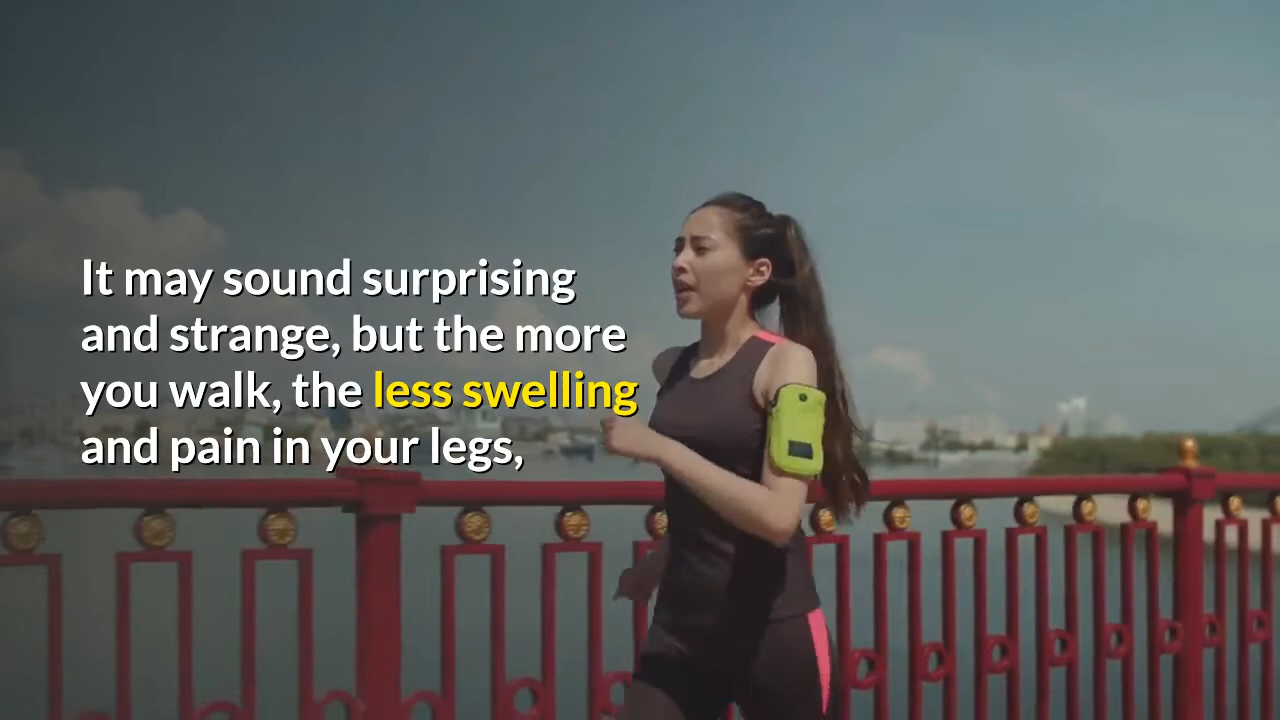 It may sound surprising
and strange, but the more
you walk, the less swelling
and pain in your legs,